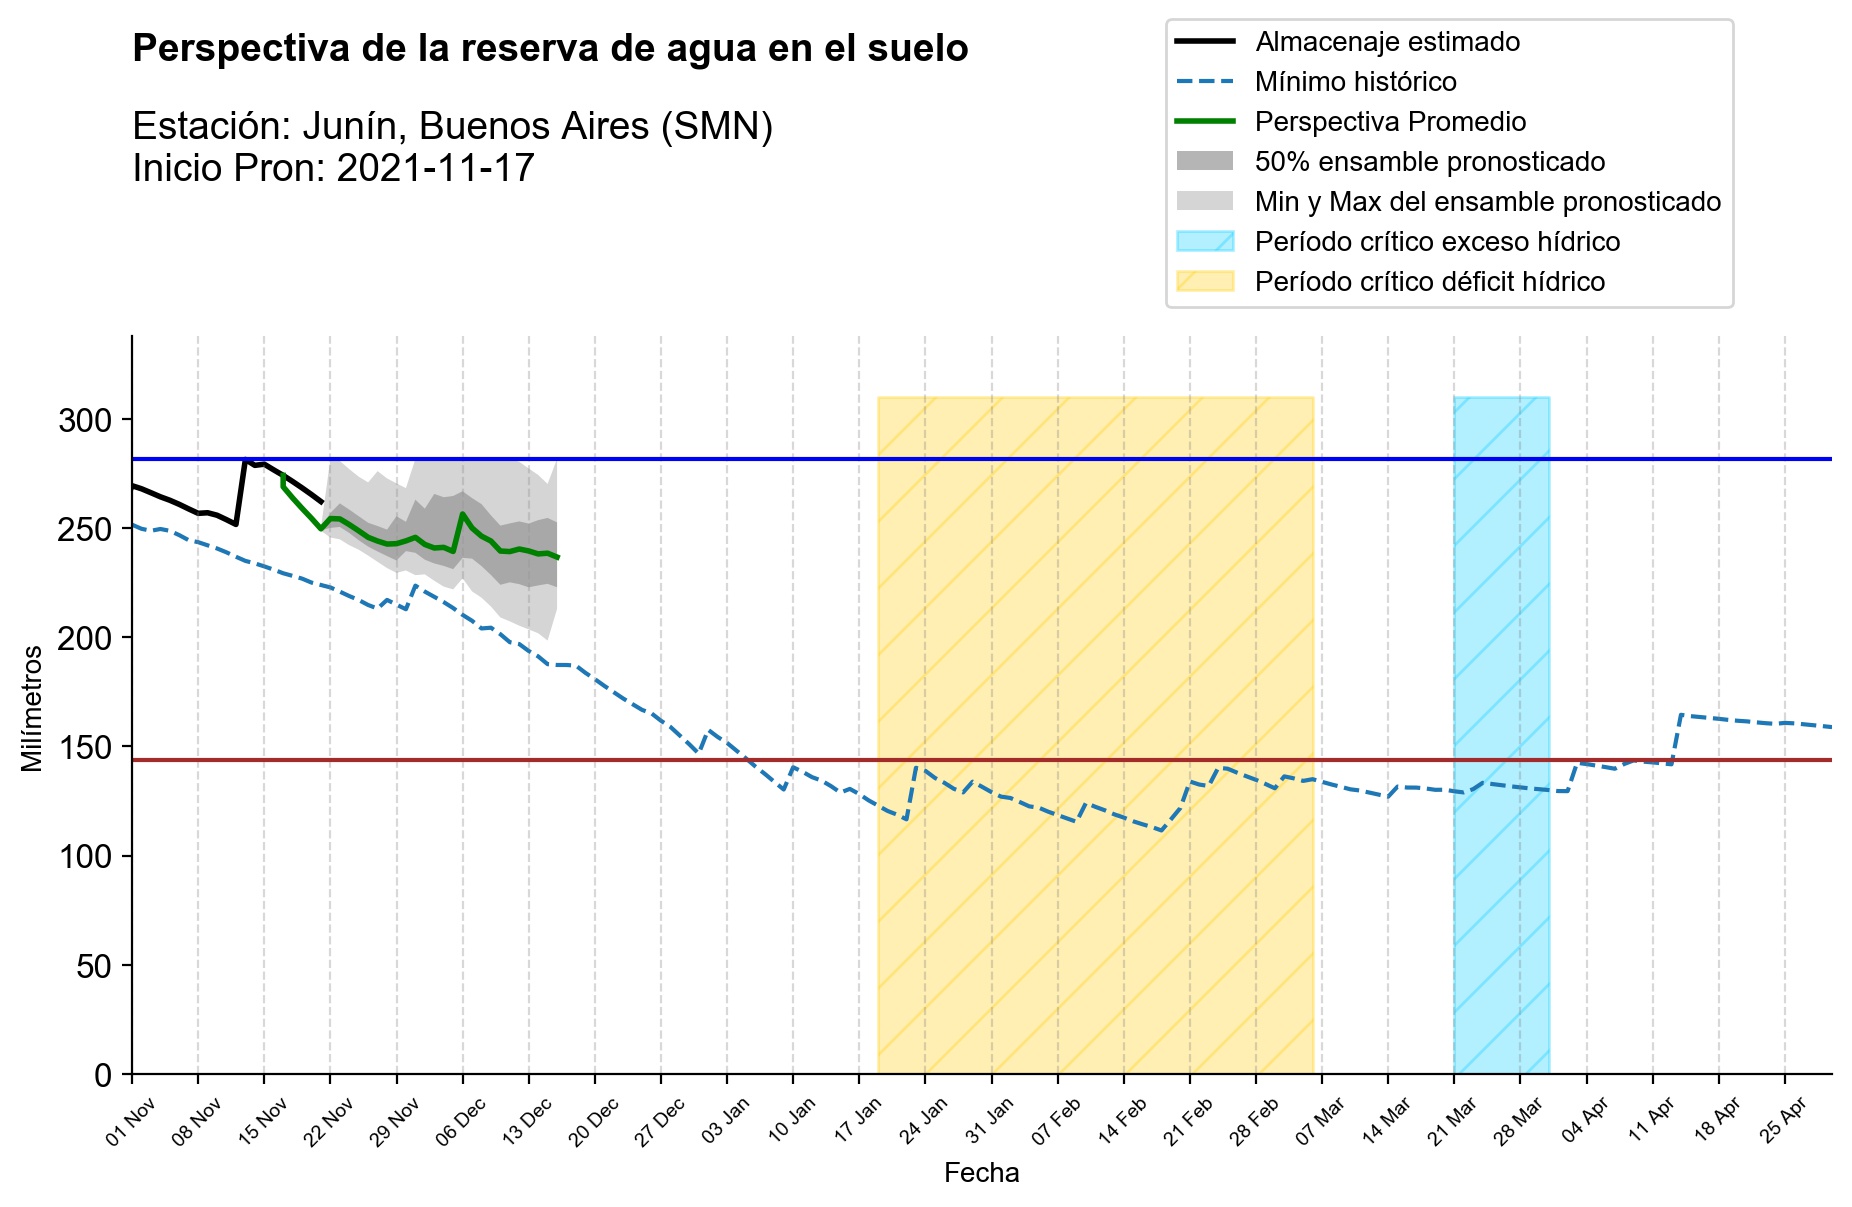 Perspectiva de la reserva de agua en el suelo
Estación: Junín, Buenos Aires (SMN)
Inicio Pron: 2021-11-17
Almacenaje estimado
Mínimo histórico
Perspectiva Promedio
50% ensamble pronosticado
Min y Max del ensamble pronosticado
Período crítico exceso hídrico
Período crítico déficit hídrico
300
250
200
150
100
50
0
Milímetros
01 Nov
08 Nov
15 Nov
22 Nov
29 Nov
06 Dec
13 Dec
20 Dec
27 Dec
03 Jan
10 Jan
17 Jan
24 Jan
31 Jan
07 Feb
14 Feb
21 Feb
28 Feb
07 Mar
14 Mar
21 Mar
28 Mar
04 Apr
11 Apr
18 Apr
25 Apr
Fecha